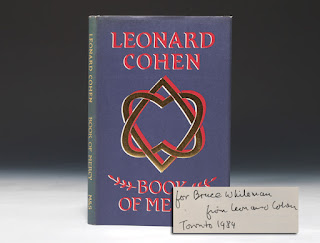 LEONARD
COHEN
BOOK
OF MERCY
LEONARD COHEN BOOK OF MERCY M&S
for Bruce Whiteman
from Leonard Cohen
Toronto 1984